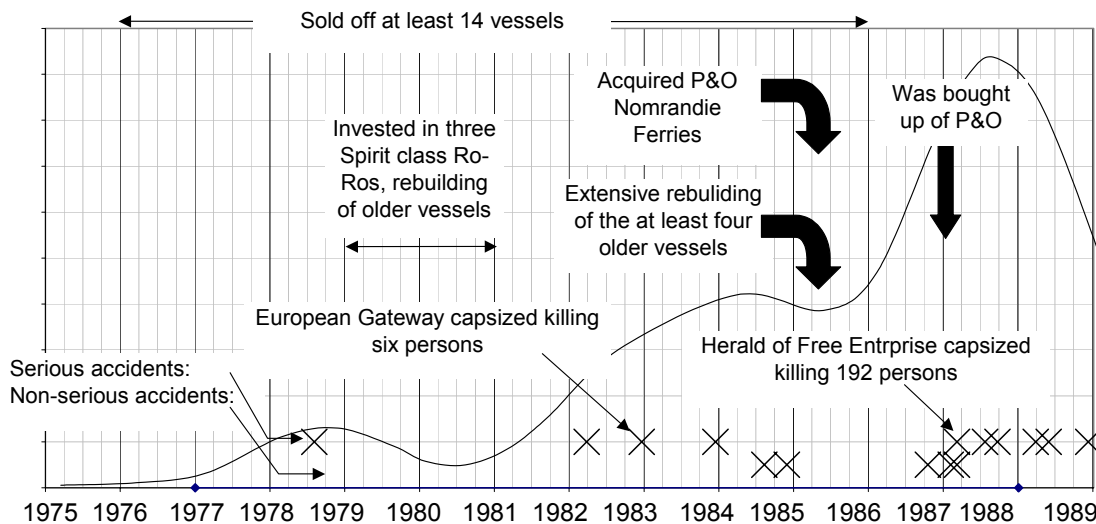 Sold off at least 14 vessels
Acquired P&O
Nomrandie
Ferries
Was bought
up of P&O
Invested in three
Spirit class Ro-
Ros, rebuilding
of older vessels
Extensive rebuliding
of the at least four
older vessels
European Gateway capsized killing
six persons
Herald of Free Entrprise capsized
killing 192 persons
Serious accidents:
Non-serious accidents:
1975 1976 1977 1978 1979 1980 1981 1982 1983 1984 1985 1986 1987 1988 1989